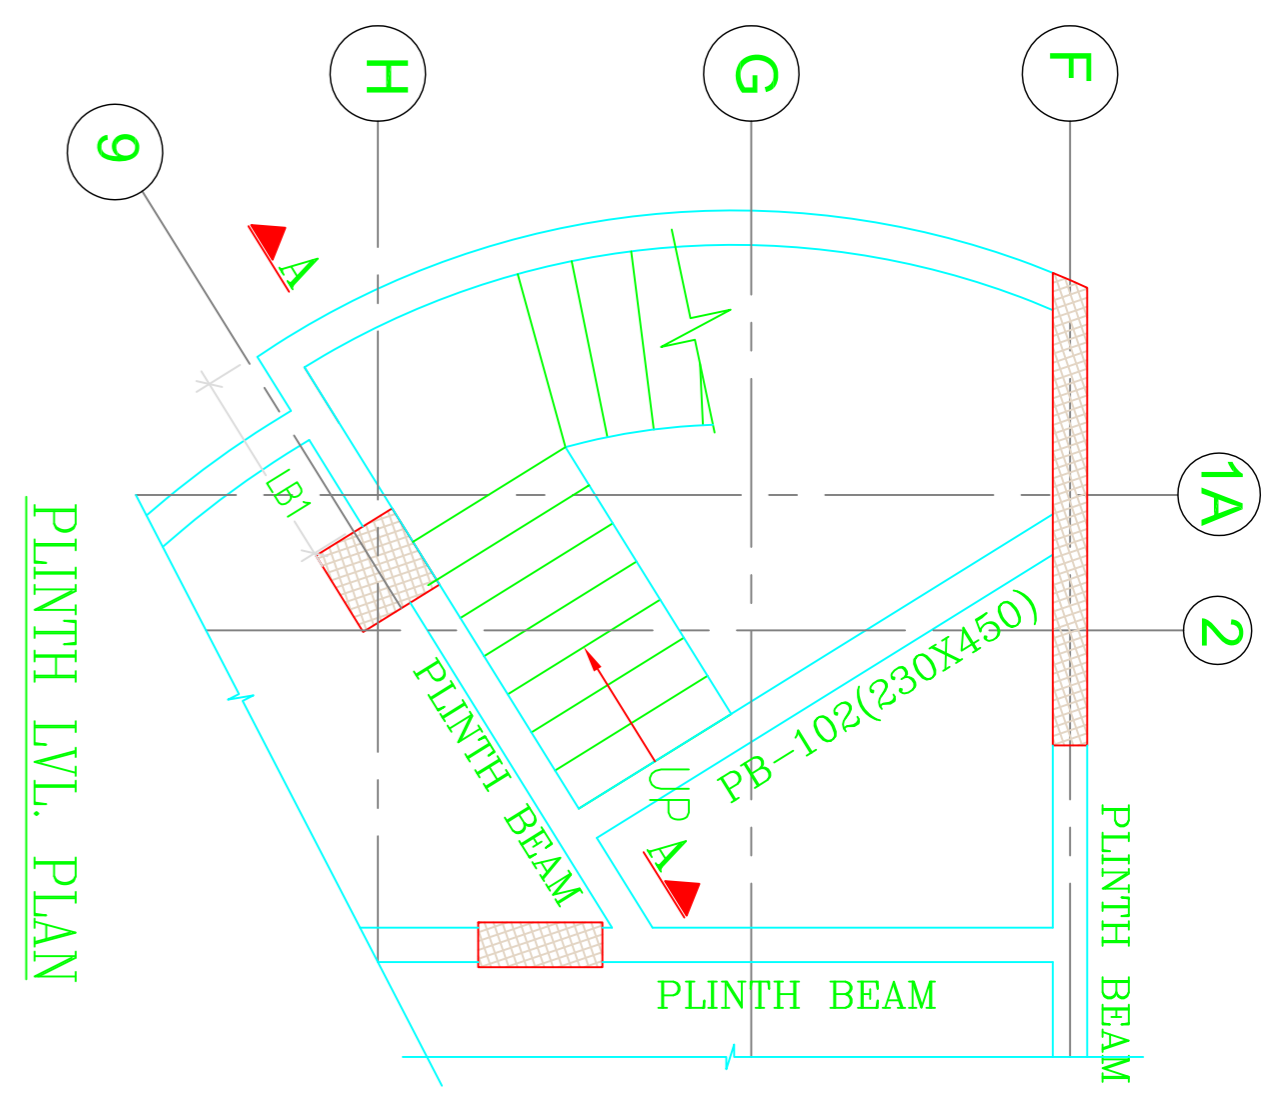 H
G
F
9
A
1A
LB1
2
PB-102(230X450)
PLINTH BEAM
UP
A
PLINTH BEAM
PLINTH BEAM
PLINTH LVL. PLAN